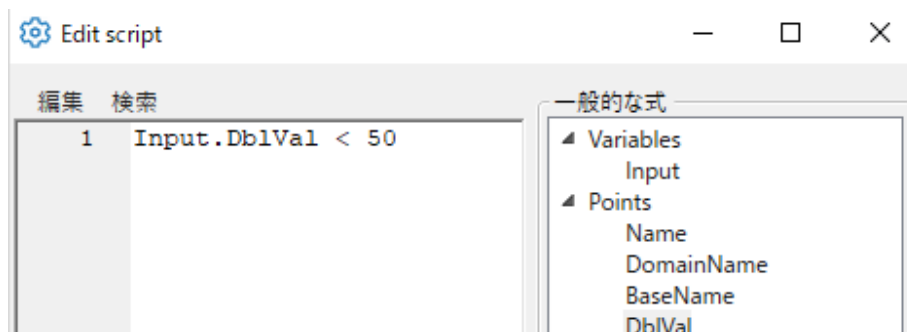 Edit script
編集 検索
1 Input.DblVal < 50
一般的な式
Variables
Input
Points
Name
DomainName
BaseName
DblVal